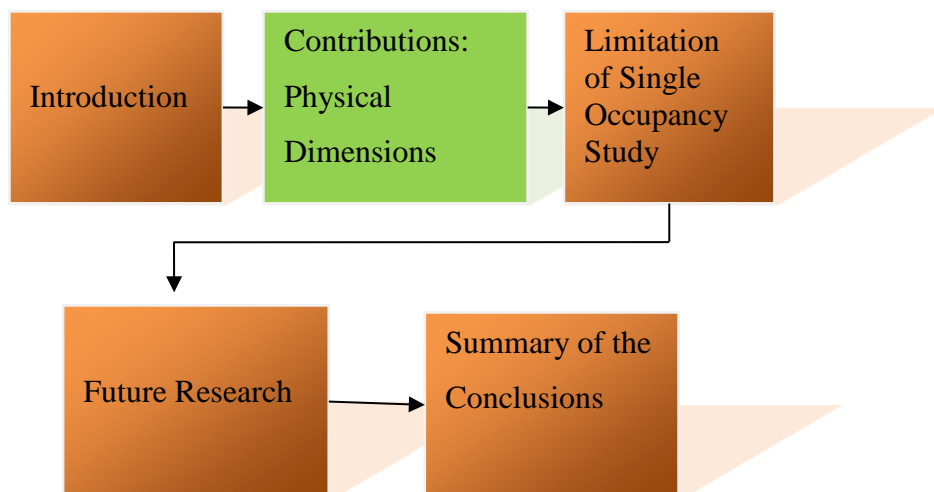 Introduction
Contributions:
Physical
Dimensions
Limitation
of Single
Occupancy
Study
Future Research
Summary of the
Conclusions